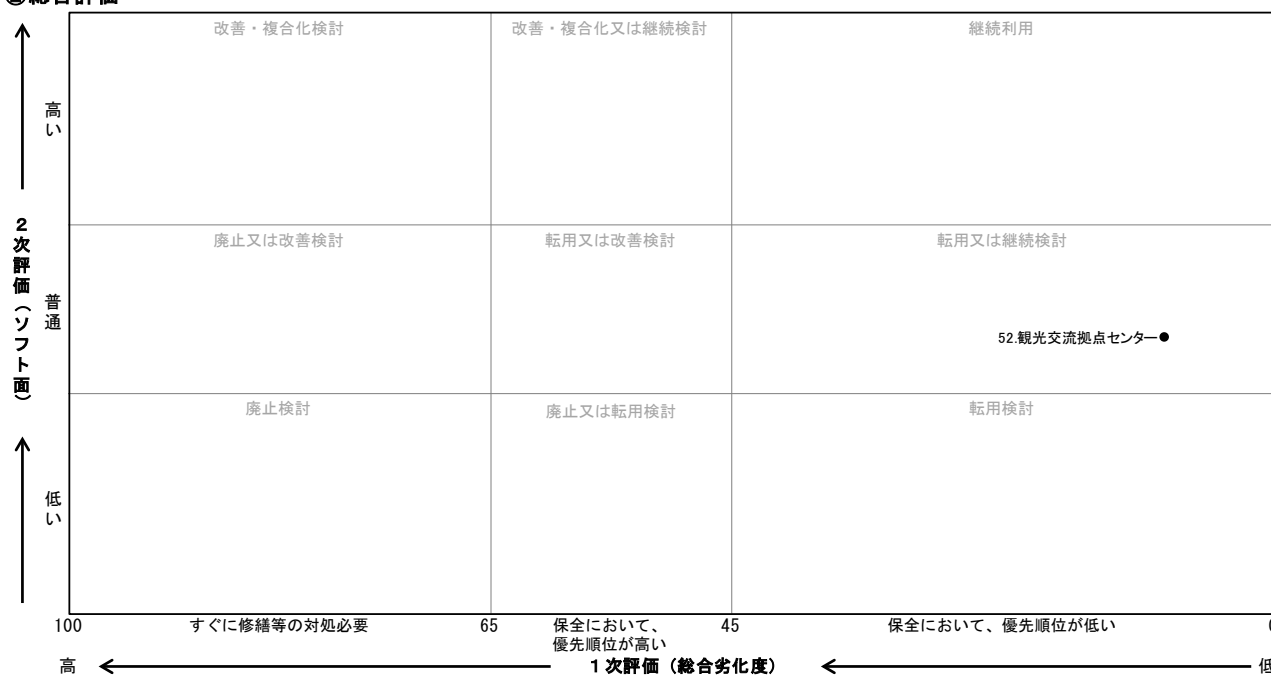 ②総合評価
改善・複合化検討
改善・複合化又は継続検討
継続利用
高い
廃止又は改善検討
転用又は改善検討
転用又は継続検討
2次評価(ソフト面)
普通
52.観光交流拠点センター
廃止検討
廃止又は転用検討
転用検討
低い
100
すぐに修繕等の対処必要
65
保全において、
優先順位が高い
45
保全において、優先順位が低い
0
高
1次評価(総合劣化度)
低